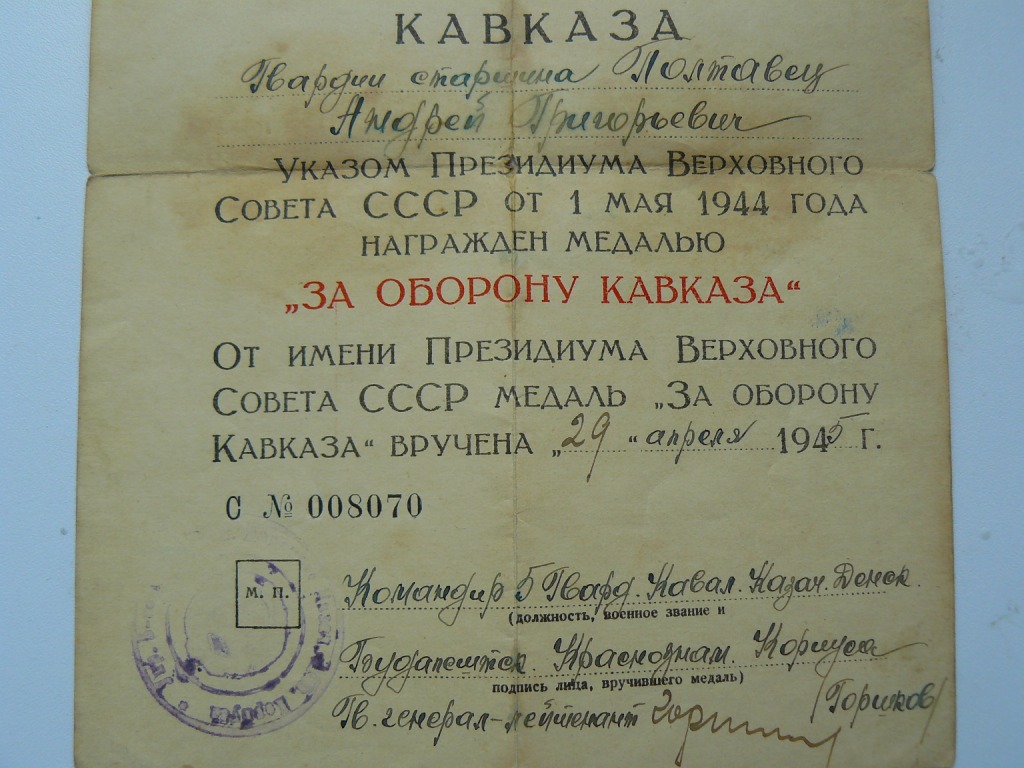 КАВКАЗА
Гвардии старшина Полтавец
Андрей Григорьевич
Указом Президиума Верховного
Совета СССР от 1 мая 1944 года
награжден медалью
„ЗА ОБОРОНУ КАВКАЗА“
От имени Президиума Верховного
Совета СССР медаль „За оборону
Кавказа“ вручена „29“ апреля 1945 г.
С № 008070
М. П.
Командир 5 Гвард. Кавал. Казач. Донск.
(должность, военное звание и
Будапештск. Краснознам. Корпуса
подпись лица, вручившего медаль)
Гв. генерал-лейтенант Горшков /Горшков/
Корпуса